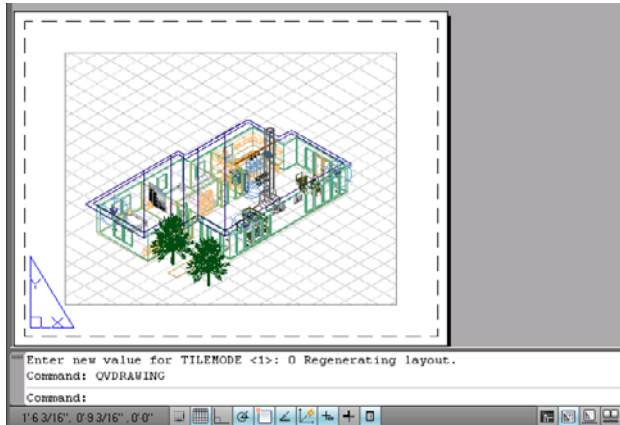 Y
X
Enter new value for TILEMODE <1>: 0 Regenerating layout.
Command: QVDRAWING
Command:
1'6 3/16", 0'9 3/16", 0'0"